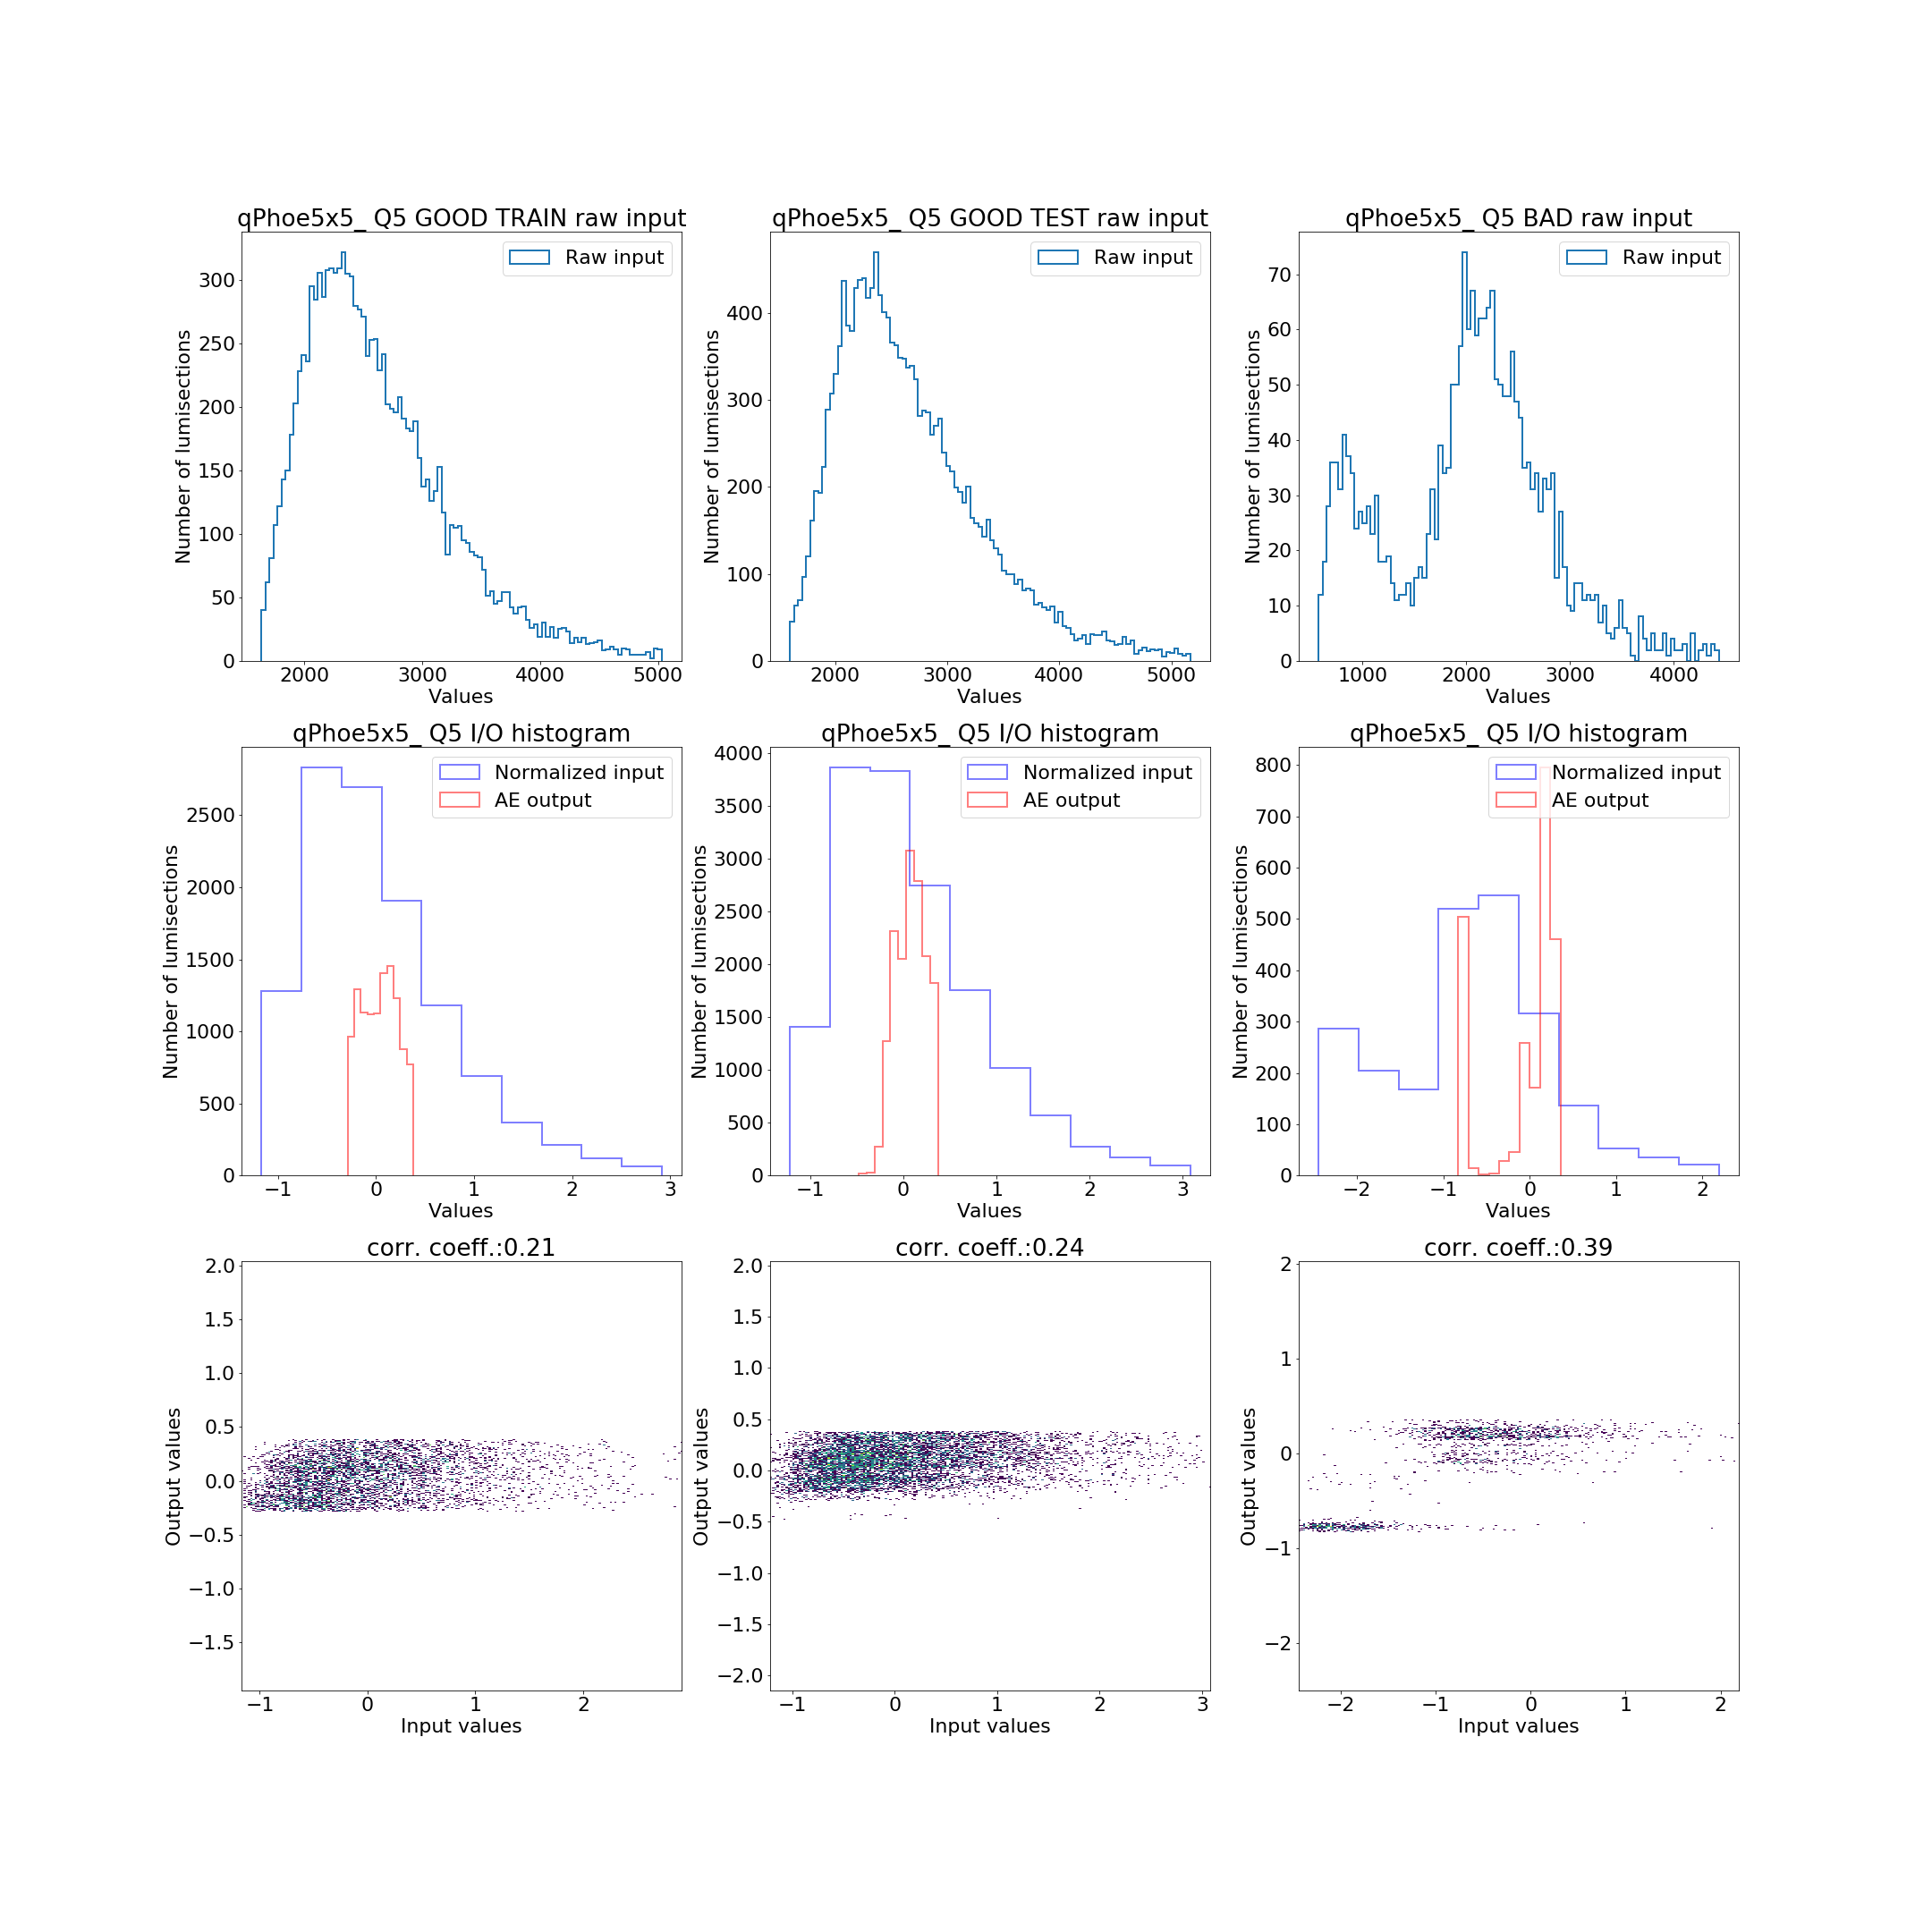 qPhoe5x5_ Q5 GOOD TRAIN raw input
Raw input
300
250
200
150
100
50
0
2000 3000 4000 5000
Number of lumisections
Values
qPhoe5x5_ Q5 GOOD TEST raw input
Raw input
400
300
200
100
0
2000 3000 4000 5000
Number of lumisections
Values
qPhoe5x5_ Q5 BAD raw input
Raw input
70
60
50
40
30
20
10
0
1000 2000 3000 4000
Number of lumisections
Values
qPhoe5x5_ Q5 I/O histogram
Normalized input
AE output
2500
2000
1500
1000
500
0
−1 0 1 2 3
Number of lumisections
Values
qPhoe5x5_ Q5 I/O histogram
Normalized input
AE output
4000
3500
3000
2500
2000
1500
1000
500
0
−1 0 1 2 3
Number of lumisections
Values
qPhoe5x5_ Q5 I/O histogram
Normalized input
AE output
800
700
600
500
400
300
200
100
0
−2 −1 0 1 2
Number of lumisections
Values
corr. coeff.:0.21
2.0
1.5
1.0
0.5
0.0
−0.5
−1.0
−1.5
−1 0 1 2
Output values
Input values
corr. coeff.:0.24
2.0
1.5
1.0
0.5
0.0
−0.5
−1.0
−1.5
−2.0
−1 0 1 2 3
Output values
Input values
corr. coeff.:0.39
2
1
0
−1
−2
−2 −1 0 1 2
Output values
Input values